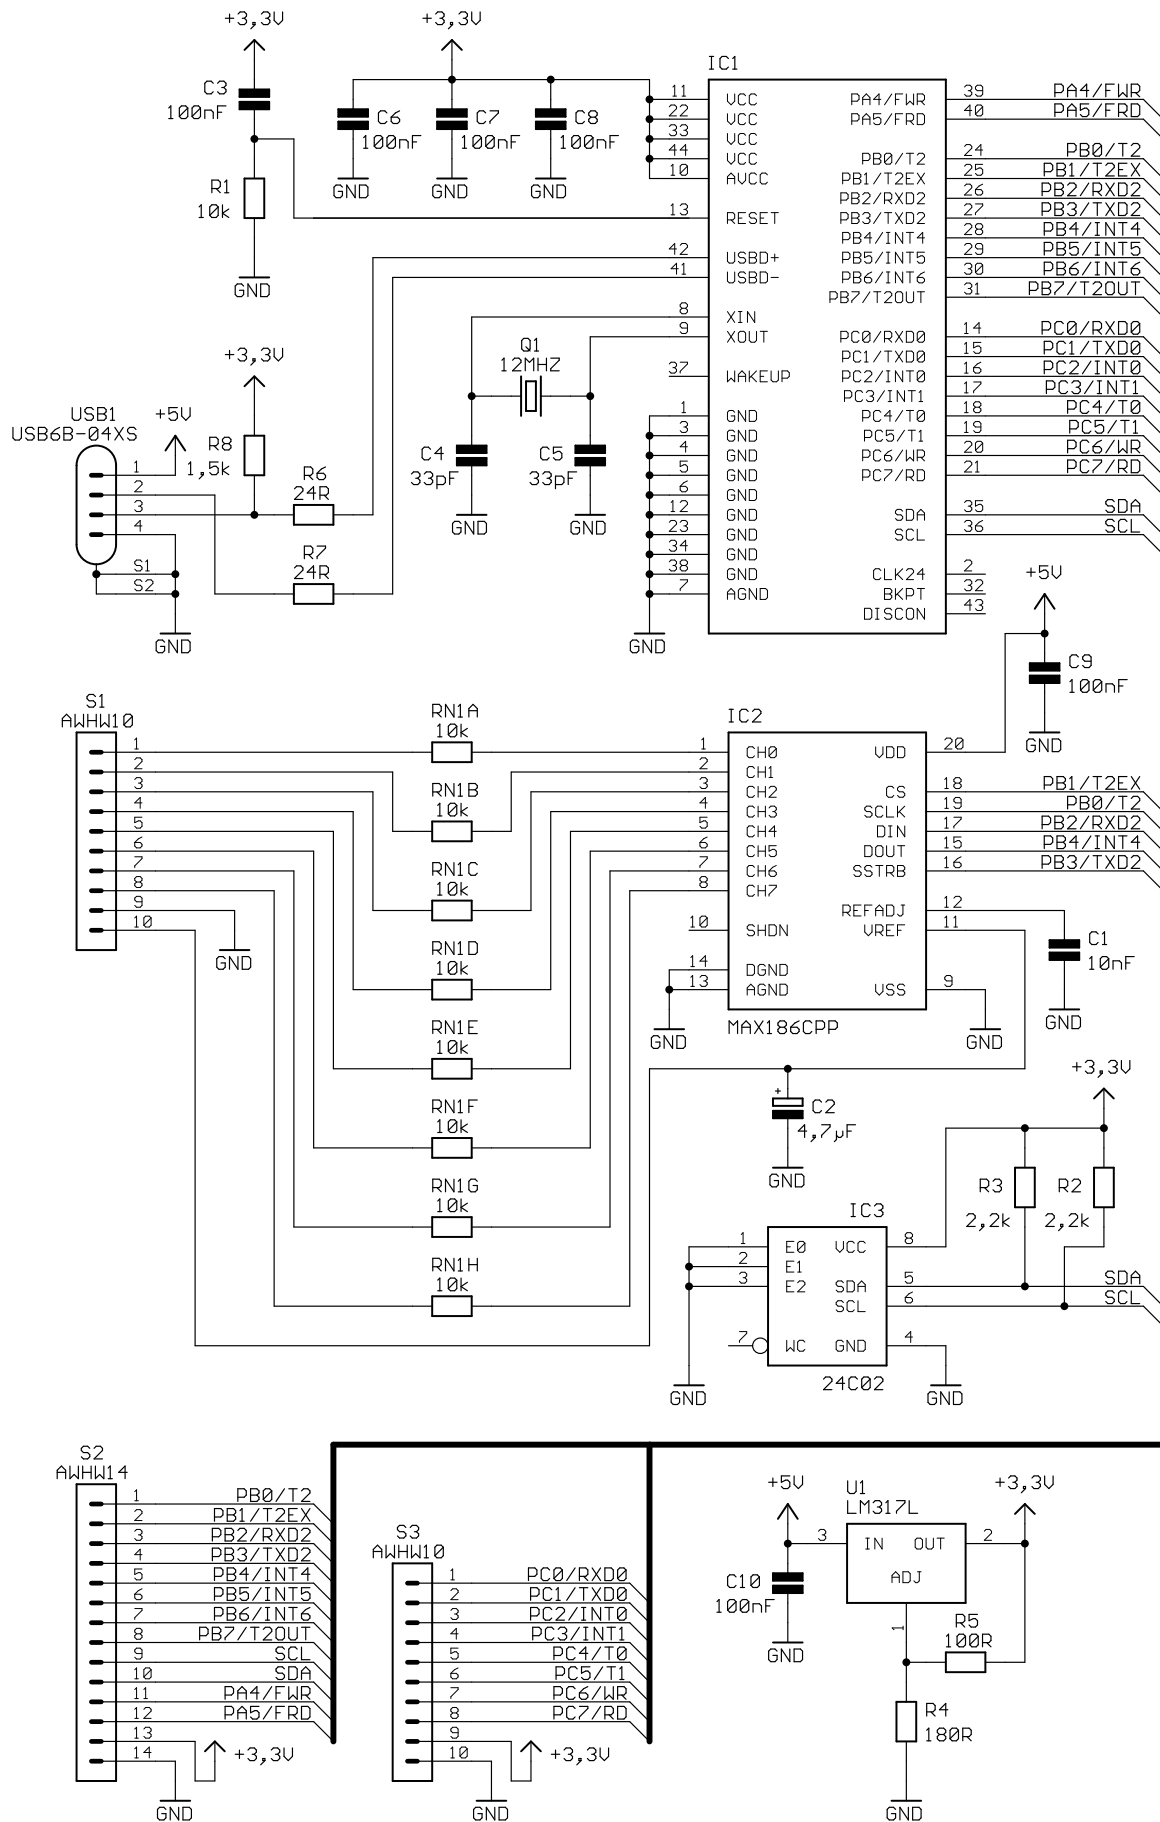 +3,3V
C3
100nF
R1
10k
GND
+3,3V
C6
100nF
C7
100nF
C8
100nF
GND
GND
GND
IC1
11 VCC
22 VCC
33 VCC
44 VCC
10 AVCC
13 RESET
42 USBD+
41 USBD-
8 XIN
9 XOUT
37 WAKEUP
1 GND
3 GND
4 GND
5 GND
6 GND
12 GND
23 GND
34 GND
38 GND
7 AGND
GND
PA4/FWR 39 PA4/FWR
PA5/FRD 40 PA5/FRD
PB0/T2 24 PB0/T2
PB1/T2EX 25 PB1/T2EX
PB2/RXD2 26 PB2/RXD2
PB3/TXD2 27 PB3/TXD2
PB4/INT4 28 PB4/INT4
PB5/INT5 29 PB5/INT5
PB6/INT6 30 PB6/INT6
PB7/T2OUT 31 PB7/T2OUT
PC0/RXD0 14 PC0/RXD0
PC1/TXD0 15 PC1/TXD0
PC2/INT0 16 PC2/INT0
PC3/INT1 17 PC3/INT1
PC4/T0 18 PC4/T0
PC5/T1 19 PC5/T1
PC6/WR 20 PC6/WR
PC7/RD 21 PC7/RD
SDA 35 SDA
SCL 36 SCL
CLK24 2
BKPT 32
DISCON 43
Q1
12MHZ
C4
33pF
C5
33pF
GND
GND
USB1
USB6B-04XS
+5V
1
2
3
4
S1
S2
GND
+3,3V
R8
1,5k
R6
24R
R7
24R
+5V
C9
100nF
GND
S1
AWHW10
1
2
3
4
5
6
7
8
9
10
GND
RN1A
10k
RN1B
10k
RN1C
10k
RN1D
10k
RN1E
10k
RN1F
10k
RN1G
10k
RN1H
10k
IC2
1 CH0
2 CH1
3 CH2
4 CH3
5 CH4
6 CH5
7 CH6
8 CH7
10 SHDN
14 DGND
13 AGND
GND
VDD 20
CS 18 PB1/T2EX
SCLK 19 PB0/T2
DIN 17 PB2/RXD2
DOUT 15 PB4/INT4
SSTRB 16 PB3/TXD2
REFADJ 12
VREF 11
VSS 9
MAX186CPP
GND
C1
10nF
GND
+
C2
4,7µF
GND
+3,3V
R3
2,2k
R2
2,2k
IC3
1 E0
2 E1
3 E2
7 WC
VCC 8
SDA 5 SDA
SCL 6 SCL
GND 4
24C02
GND
GND
S2
AWHW14
1 PB0/T2
2 PB1/T2EX
3 PB2/RXD2
4 PB3/TXD2
5 PB4/INT4
6 PB5/INT5
7 PB6/INT6
8 PB7/T2OUT
9 SCL
10 SDA
11 PA4/FWR
12 PA5/FRD
13
14
+3,3V
GND
S3
AWHW10
1 PC0/RXD0
2 PC1/TXD0
3 PC2/INT0
4 PC3/INT1
5 PC4/T0
6 PC5/T1
7 PC6/WR
8 PC7/RD
9
10
+3,3V
GND
+5V
C10
100nF
GND
U1
LM317L
3 IN OUT 2
ADJ
1
+3,3V
R5
100R
R4
180R
GND